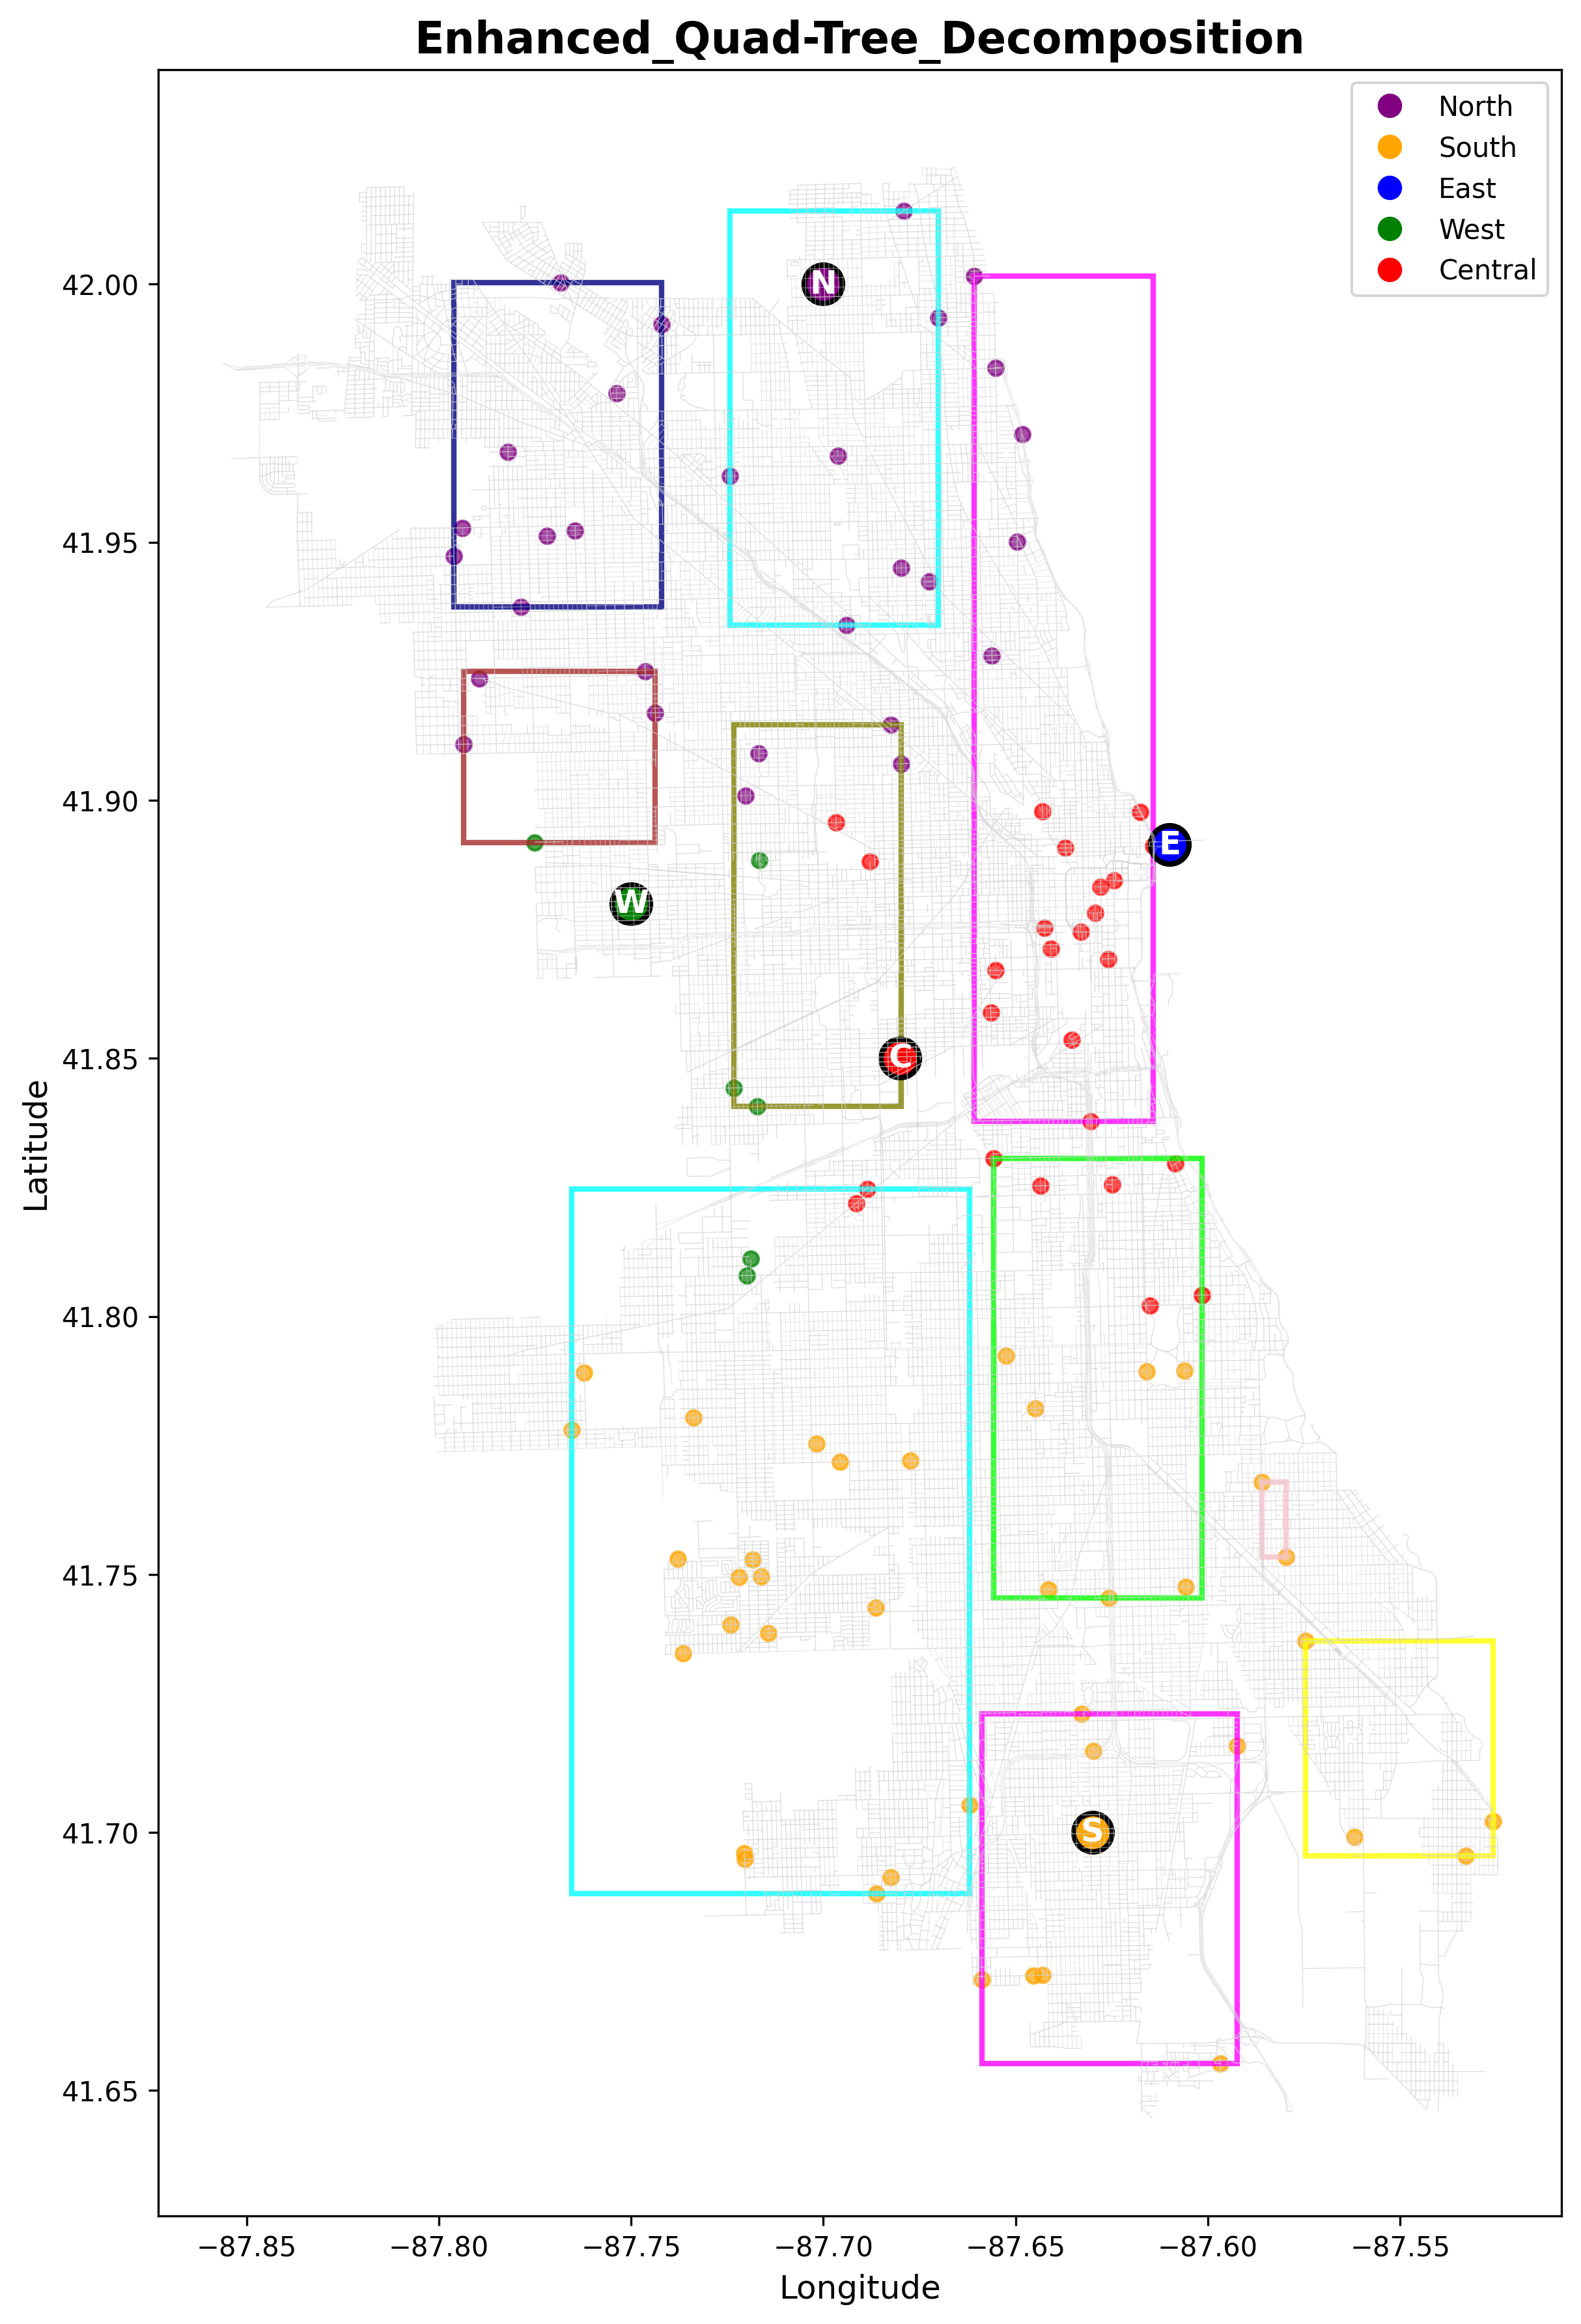 Enhanced_Quad-Tree_Decomposition
North
South
East
West
Central
N
E
W
C
S
42.00
41.95
41.90
41.85
41.80
41.75
41.70
41.65
Latitude
−87.85
−87.80
−87.75
−87.70
−87.65
−87.60
−87.55
Longitude